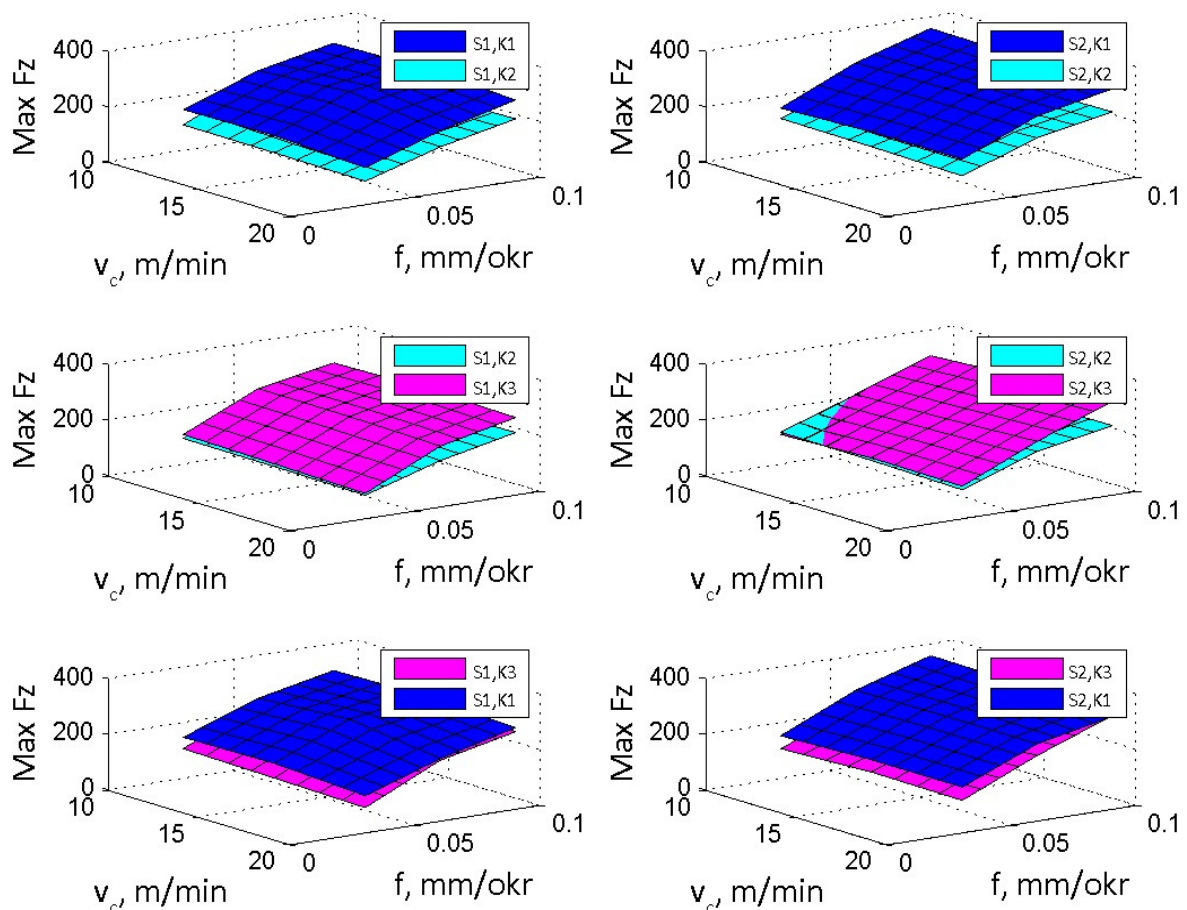 S1,K1
S1,K2
400
200
0
Max Fz
10
15
20
v_c, m/min
0
0.05
0.1
f, mm/okr
S2,K1
S2,K2
400
200
0
Max Fz
10
15
20
v_c, m/min
0
0.05
0.1
f, mm/okr
S1,K2
S1,K3
400
200
0
Max Fz
10
15
20
v_c, m/min
0
0.05
0.1
f, mm/okr
S2,K2
S2,K3
400
200
0
Max Fz
10
15
20
v_c, m/min
0
0.05
0.1
f, mm/okr
S1,K3
S1,K1
400
200
0
Max Fz
10
15
20
v_c, m/min
0
0.05
0.1
f, mm/okr
S2,K3
S2,K1
400
200
0
Max Fz
10
15
20
v_c, m/min
0
0.05
0.1
f, mm/okr